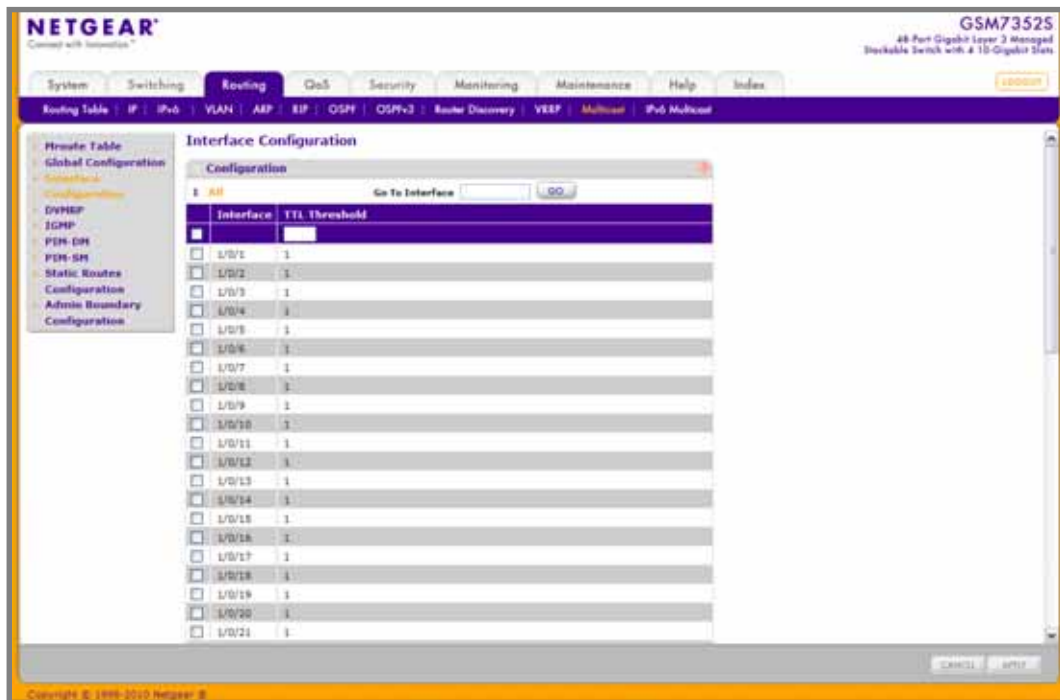 NETGEAR®
Connect with Innovation™
GSM7352S
48-Port Gigabit Layer 3 Managed
Stackable Switch with 4 10-Gigabit Slots
System Switching Routing QoS Security Monitoring Maintenance Help Index LOGOUT
Routing Table | IP | IPv6 | VLAN | ARP | RIP | OSPF | OSPFv3 | Router Discovery | VRRP | Multicast | IPv6 Multicast
Mroute Table
Global Configuration
Interface
Configuration
DVMRP
IGMP
PIM-DM
PIM-SM
Static Routes
Configuration
Admin Boundary
Configuration
Interface Configuration
Configuration
1 All Go To Interface GO
Interface TTL Threshold
1/0/1 1
1/0/2 1
1/0/3 1
1/0/4 1
1/0/5 1
1/0/6 1
1/0/7 1
1/0/8 1
1/0/9 1
1/0/10 1
1/0/11 1
1/0/12 1
1/0/13 1
1/0/14 1
1/0/15 1
1/0/16 1
1/0/17 1
1/0/18 1
1/0/19 1
1/0/20 1
1/0/21 1
CANCEL APPLY
Copyright © 1996-2010 Netgear ®